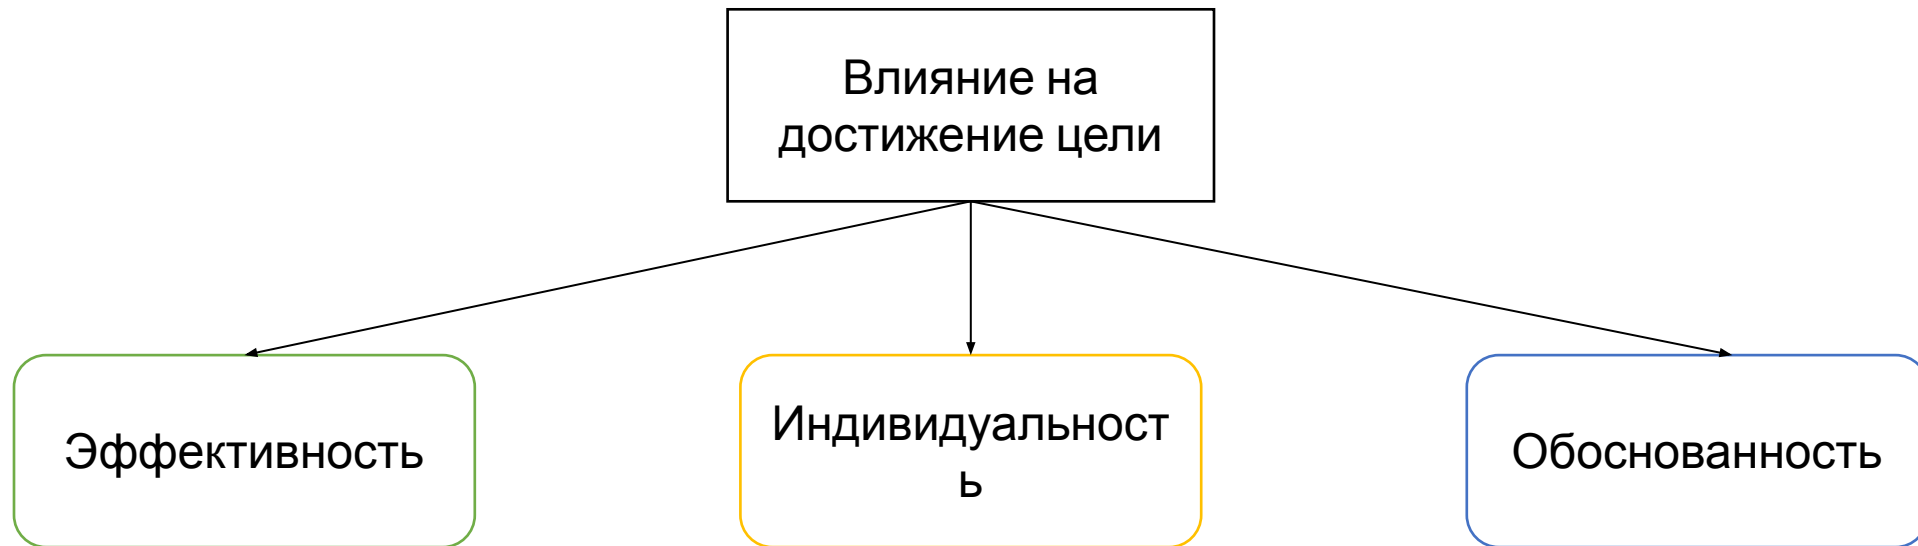 Влияние на
достижение цели
Эффективность
Индивидуальност
ь
Обоснованность